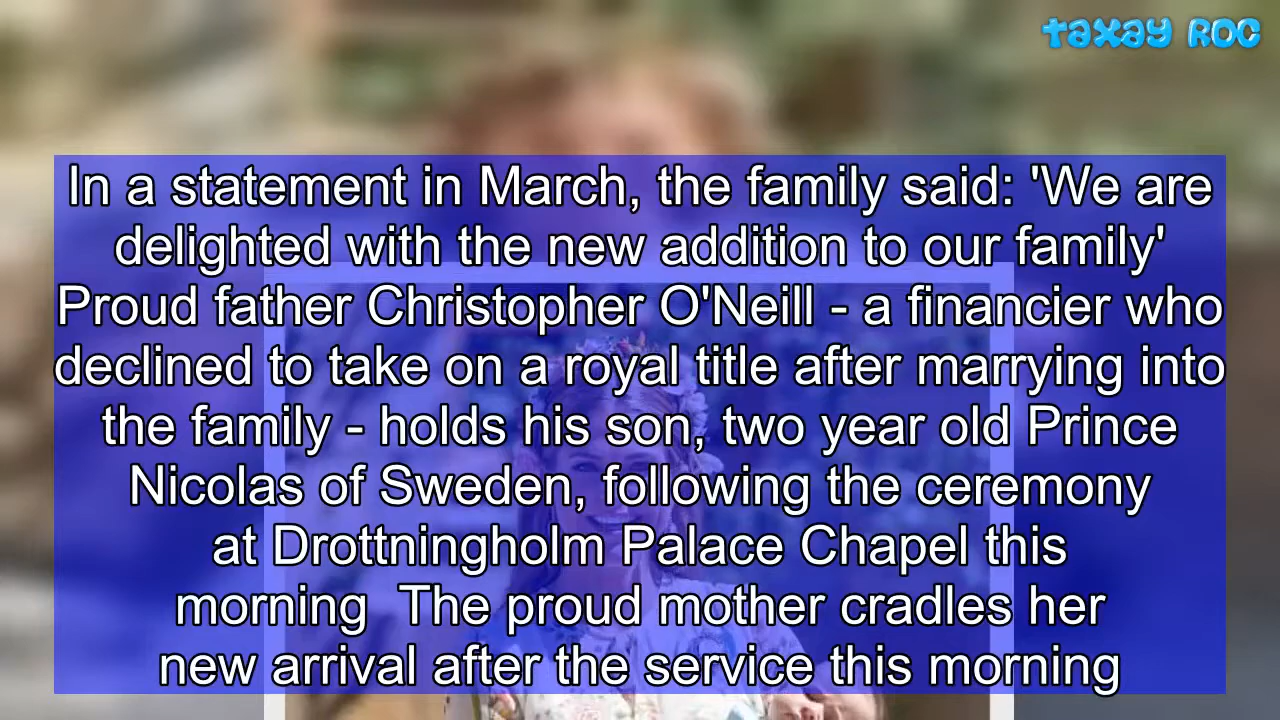 TAXAY ROC
In a statement in March, the family said: 'We are
delighted with the new addition to our family'
Proud father Christopher O'Neill - a financier who
declined to take on a royal title after marrying into
the family - holds his son, two year old Prince
Nicolas of Sweden, following the ceremony
at Drottningholm Palace Chapel this
morning  The proud mother cradles her
new arrival after the service this morning